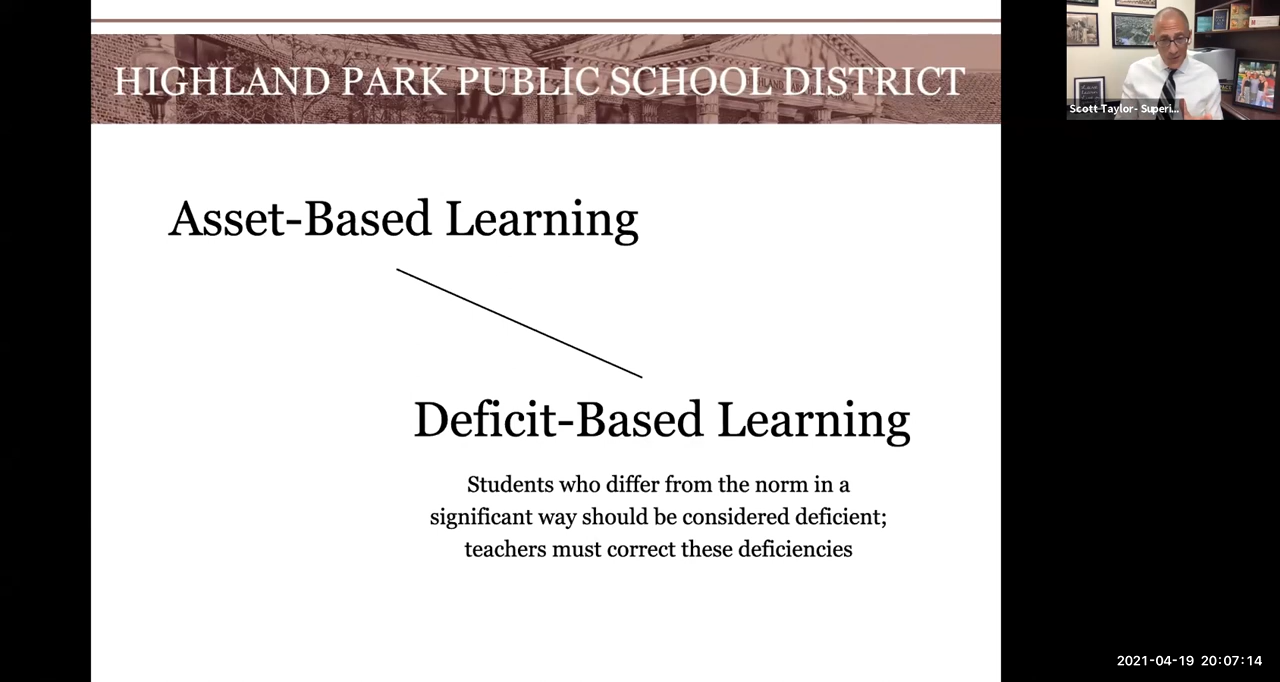 HIGHLAND PARK PUBLIC SCHOOL DISTRICT
Scott Taylor- Superi...
Asset-Based Learning
Deficit-Based Learning
Students who differ from the norm in a
significant way should be considered deficient;
teachers must correct these deficiencies
2021-04-19 20:07:14